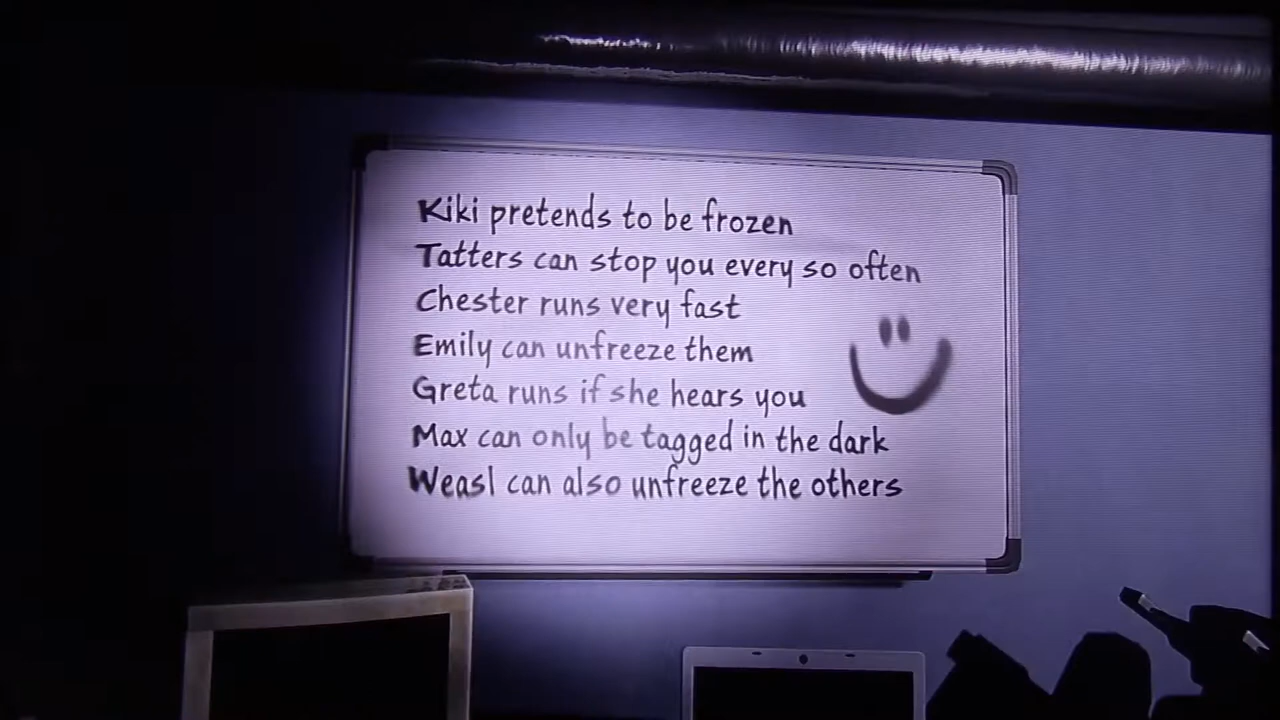 Kiki pretends to be frozen
Tatters can stop you every so often
Chester runs very fast
Emily can unfreeze them
Greta runs if she hears you
Max can only be tagged in the dark
Weasl can also unfreeze the others